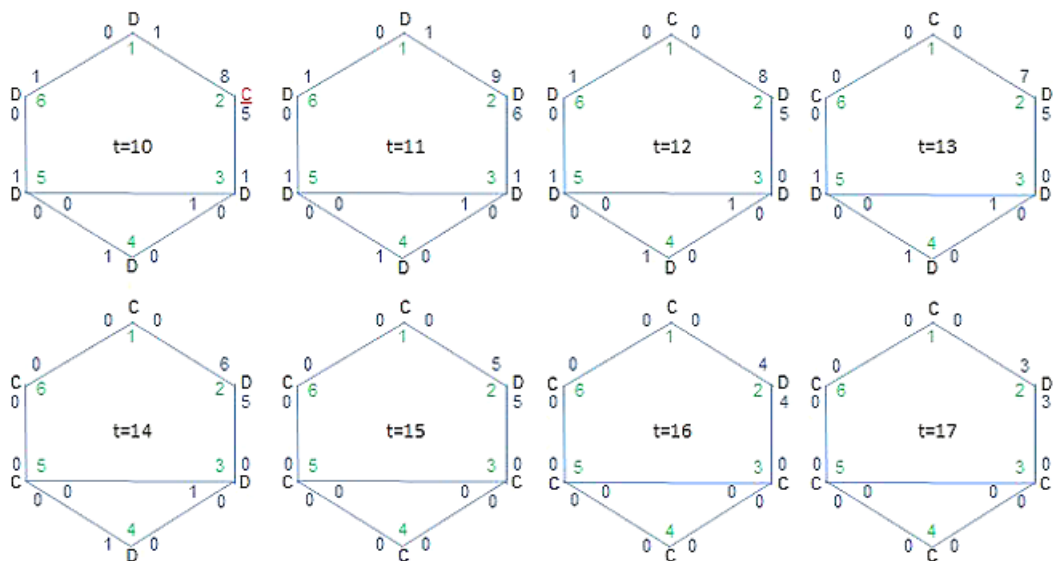 D
0 1
1
1 8
D 6 2 C
0 5
t=10
1 5 3 1
D D
0 0 1 0
4
1 D 0
D
0 1
1
1 9
D 6 2 D
0 6
t=11
1 5 3 1
D D
0 0 1 0
4
1 D 0
C
0 0
1
1 8
D 6 2 D
0 5
t=12
1 5 3 0
D D
0 0 1 0
4
1 D 0
C
0 0
1
0 7
C 6 2 D
0 5
t=13
1 5 3 0
D D
0 0 1 0
4
1 D 0
C
0 0
1
0 6
C 6 2 D
0 5
t=14
0 5 3 0
C D
0 0 1 0
4
1 D 0
C
0 0
1
0 5
C 6 2 D
0 5
t=15
0 5 3 0
C C
0 0 0 0
4
0 C 0
C
0 0
1
0 4
C 6 2 D
0 4
t=16
0 5 3 0
C C
0 0 0 0
4
0 C 0
C
0 0
1
0 3
C 6 2 D
0 3
t=17
0 5 3 0
C C
0 0 0 0
4
0 C 0